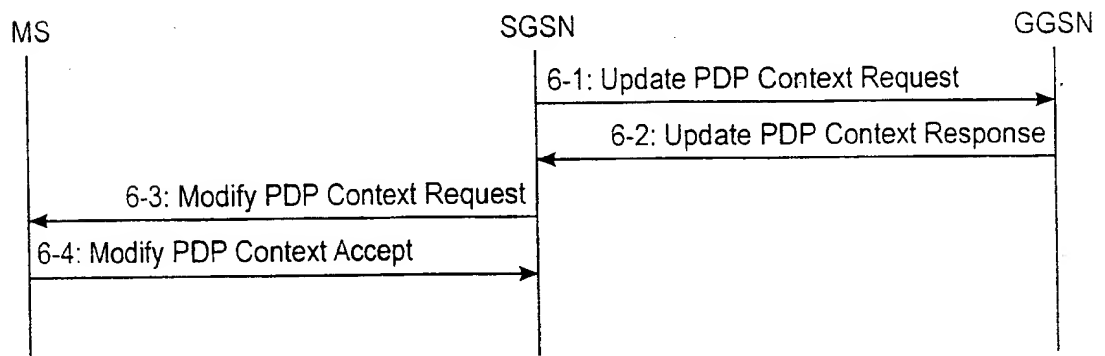 MS
SGSN
GGSN
6-1: Update PDP Context Request
6-2: Update PDP Context Response
6-3: Modify PDP Context Request
6-4: Modify PDP Context Accept